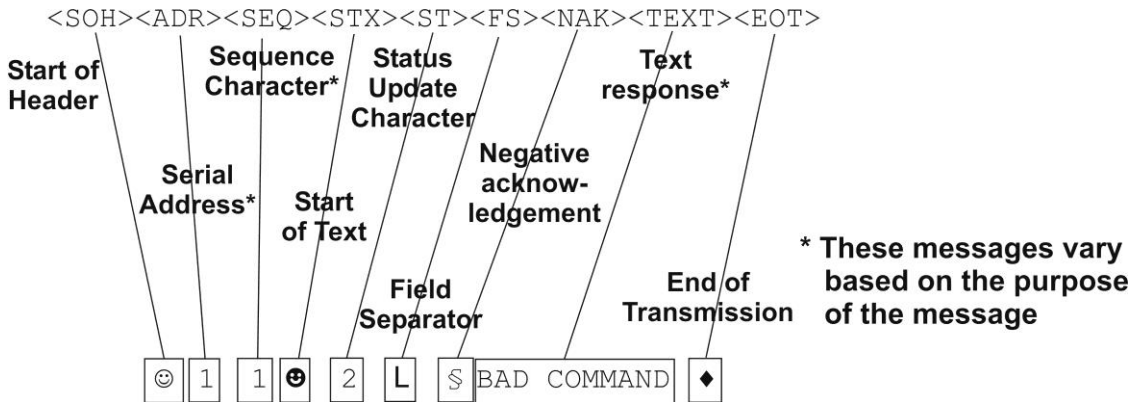 <SOH><ADR><SEQ><STX><ST><FS><NAK><TEXT><EOT>
Start of
Header
Sequence
Character*
Status
Update
Character
Text
response*
Serial
Address*
Start
of Text
Negative
acknow-
ledgement
Field
Separator
End of
Transmission
* These messages vary
based on the purpose
of the message
☺ 1 1 ☻ 2 L § BAD COMMAND ♦